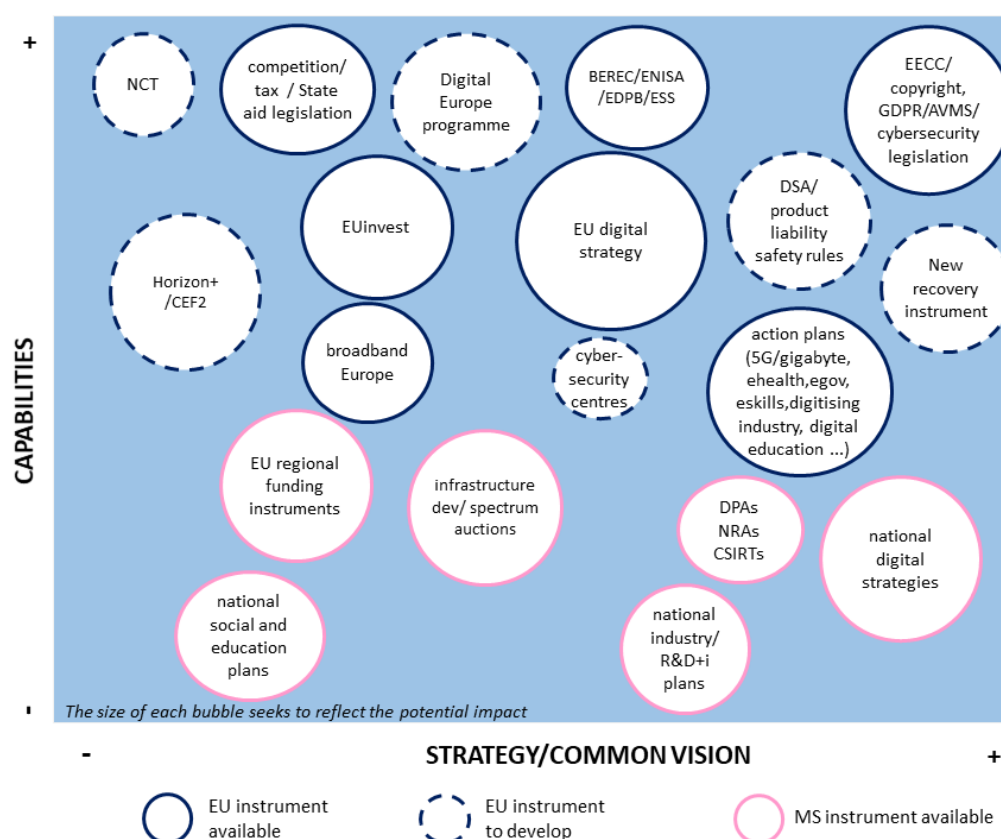 +
NCT
competition/
tax / State
aid legislation
Digital
Europe
programme
BEREC/ENISA
/EDPB/ESS
EECC/
copyright,
GDPR/AVMS/
cybersecurity
legislation
EUinvest
EU digital
strategy
DSA/
product
liability
safety rules
Horizon+
/CEF2
New
recovery
instrument
broadband
Europe
cyber-
security
centres
action plans
(5G/gigabyte,
ehealth,egov,
eskills,digitising
industry, digital
education ...)
CAPABILITIES
EU regional
funding
instruments
infrastructure
dev/ spectrum
auctions
DPAs
NRAs
CSIRTs
national
digital
strategies
national
social and
education
plans
national
industry/
R&D+i
plans
-
The size of each bubble seeks to reflect the potential impact
-
STRATEGY/COMMON VISION
+
EU instrument
available
EU instrument
to develop
MS instrument available